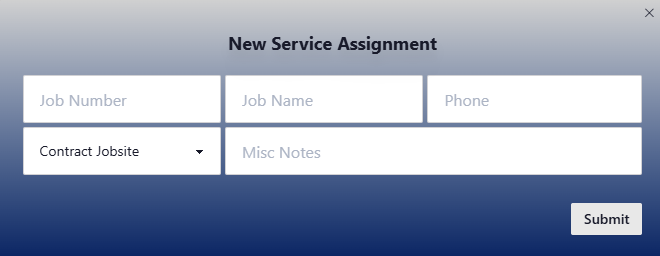 New Service Assignment
Job Number
Job Name
Phone
Contract Jobsite
Misc Notes
Submit